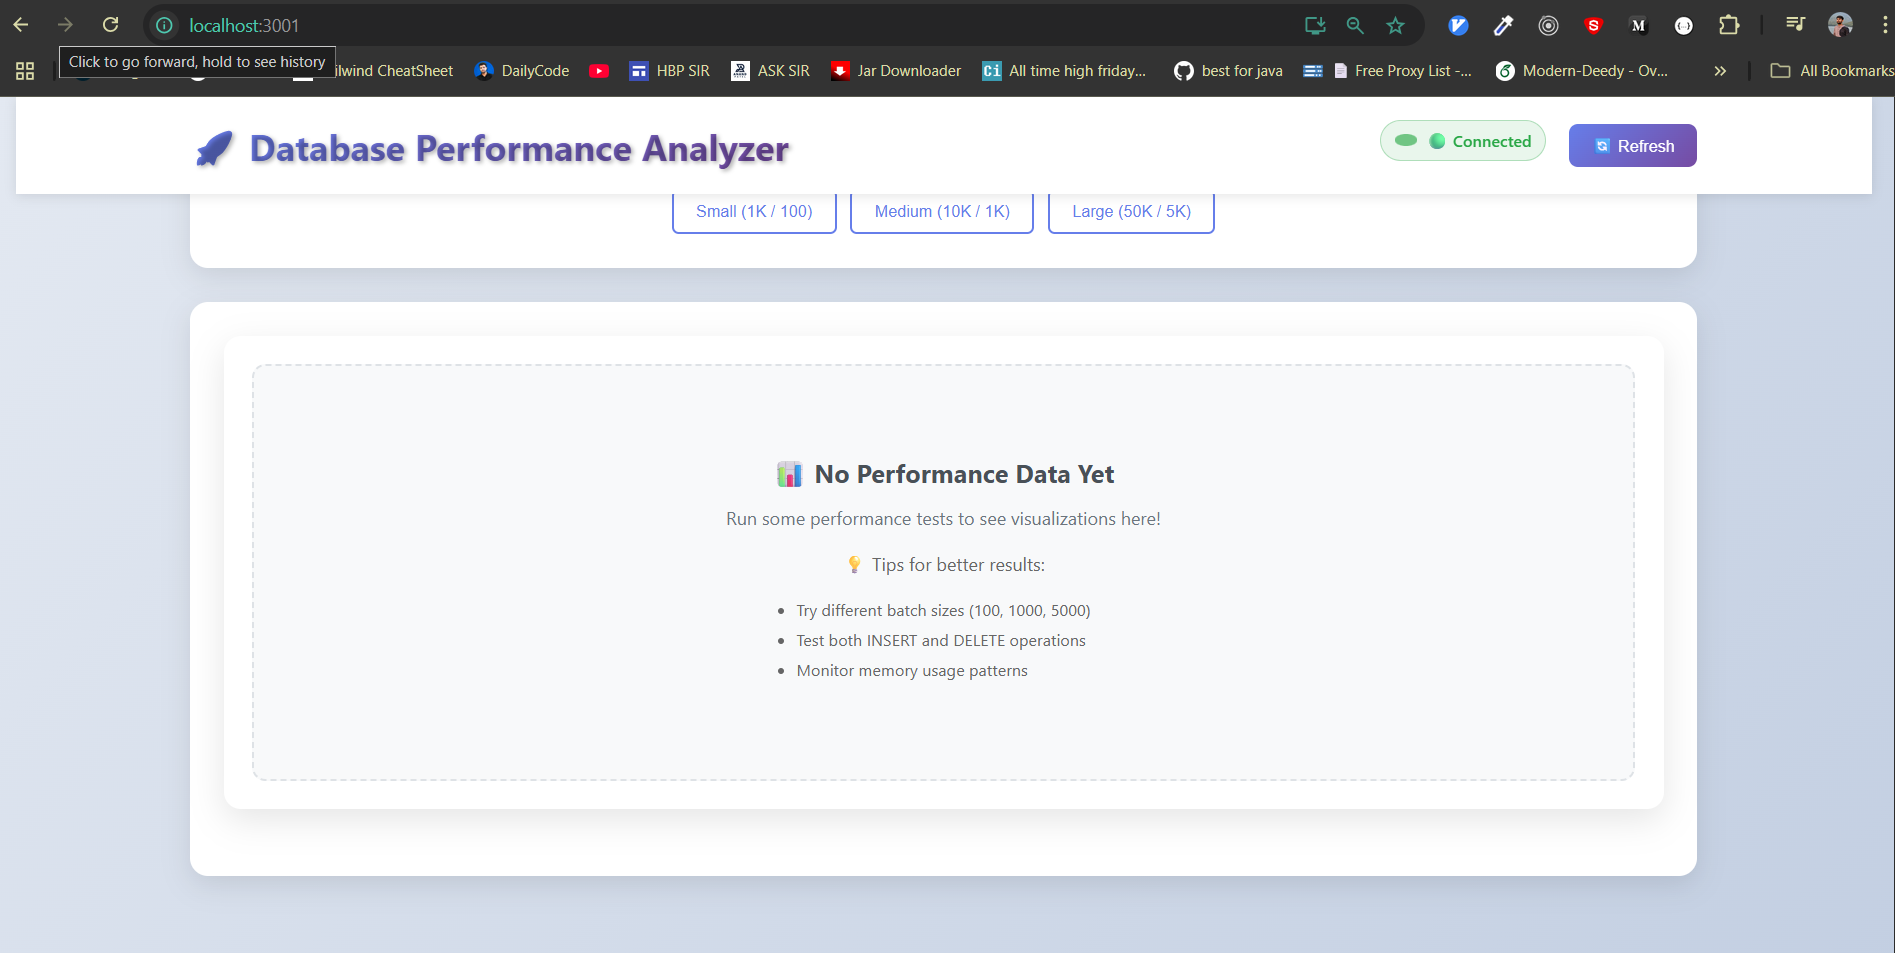 localhost:3001
Click to go forward, hold to see history
ilwind CheatSheet
DailyCode
HBP SIR
ASK SIR
Jar Downloader
Ci
All time high friday...
best for java
Free Proxy List -...
Modern-Deedy - Ov...
»
All Bookmarks
Database Performance Analyzer
Connected
Refresh
Small (1K / 100)
Medium (10K / 1K)
Large (50K / 5K)
No Performance Data Yet
Run some performance tests to see visualizations here!
Tips for better results:
• Try different batch sizes (100, 1000, 5000)
• Test both INSERT and DELETE operations
• Monitor memory usage patterns